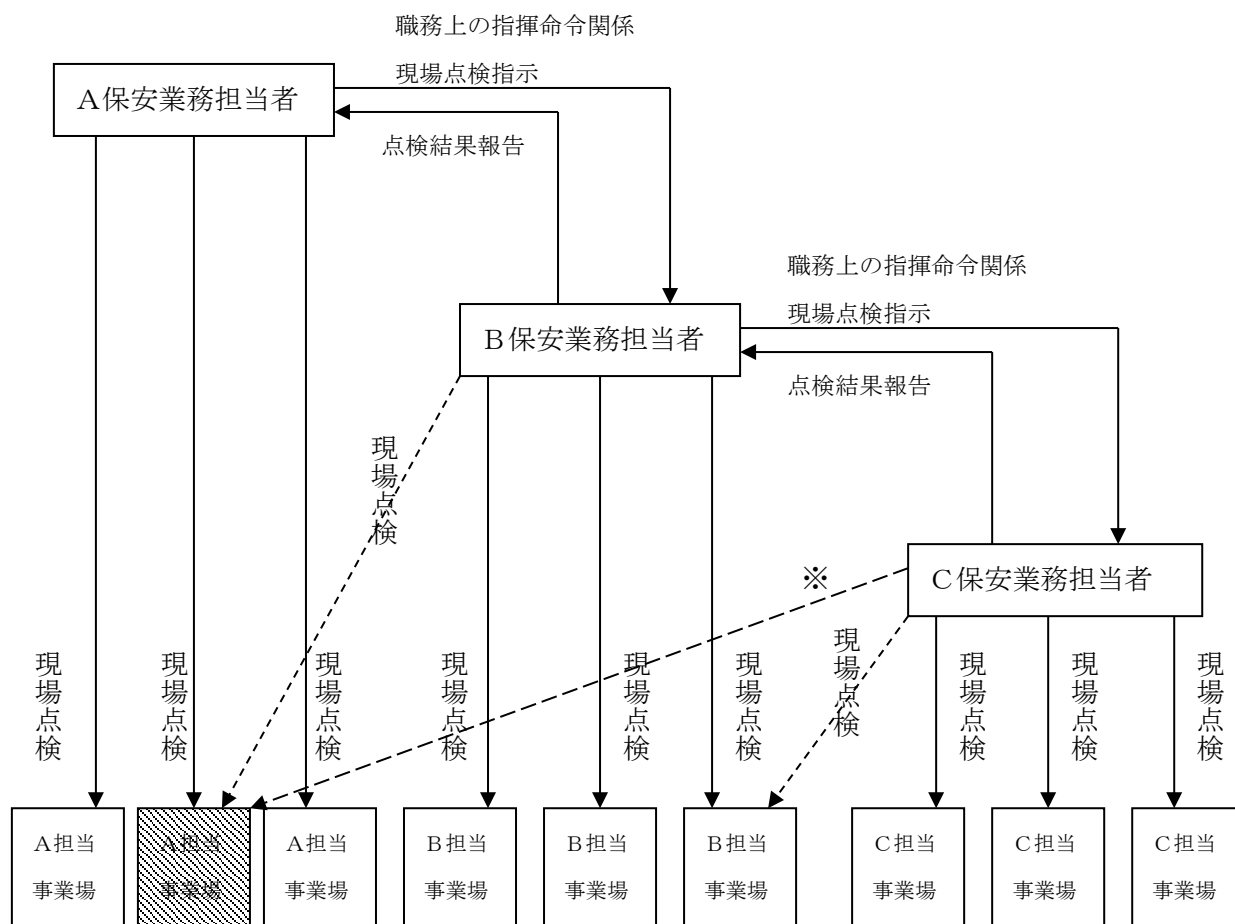 職務上の指揮命令関係
現場点検指示
A保安業務担当者
点検結果報告
職務上の指揮命令関係
現場点検指示
B保安業務担当者
点検結果報告
現場点検
※
C保安業務担当者
現場点検
現場点検
現場点検
現場点検
現場点検
現場点検
現場点検
現場点検
現場点検
現場点検
A担当
事業場
A担当
事業場
A担当
事業場
B担当
事業場
B担当
事業場
B担当
事業場
C担当
事業場
C担当
事業場
C担当
事業場